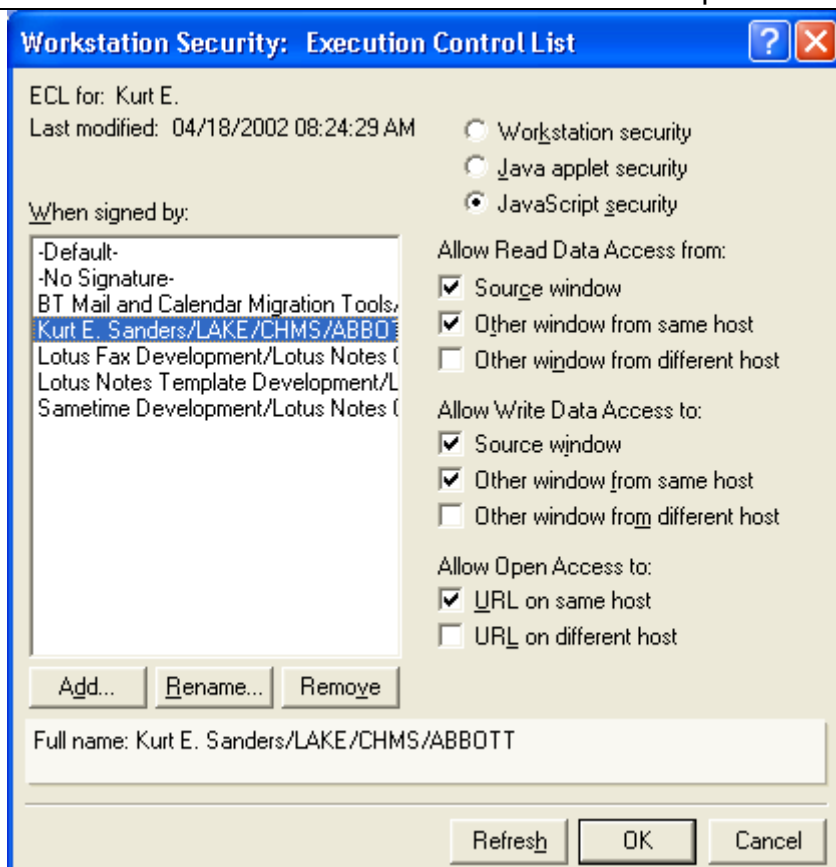 Workstation Security: Execution Control List
ECL for: Kurt E.
Last modified: 04/18/2002 08:24:29 AM
Workstation security
Java applet security
JavaScript security
When signed by:
-Default-
-No Signature-
BT Mail and Calendar Migration Tools/
Kurt E. Sanders/LAKE/CHMS/ABBO
Lotus Fax Development/Lotus Notes (
Lotus Notes Template Development/L
Sametime Development/Lotus Notes (
Add...
Rename...
Remove
Allow Read Data Access from:
Source window
Other window from same host
Other window from different host
Allow Write Data Access to:
Source window
Other window from same host
Other window from different host
Allow Open Access to:
URL on same host
URL on different host
Full name: Kurt E. Sanders/LAKE/CHMS/ABBOTT
Refresh
OK
Cancel